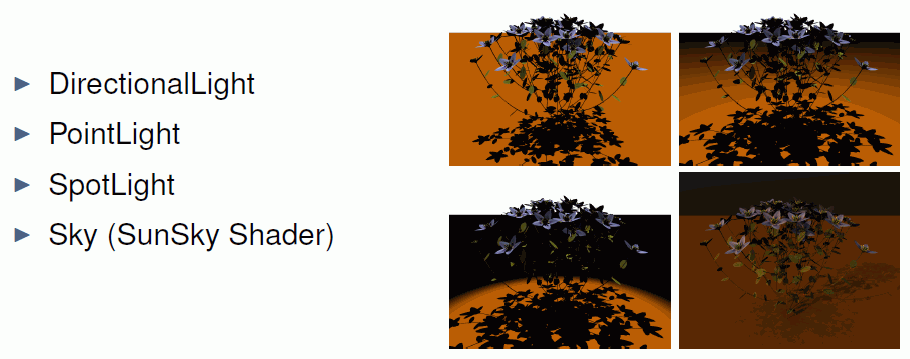 DirectionalLight
PointLight
SpotLight
Sky (SunSky Shader)